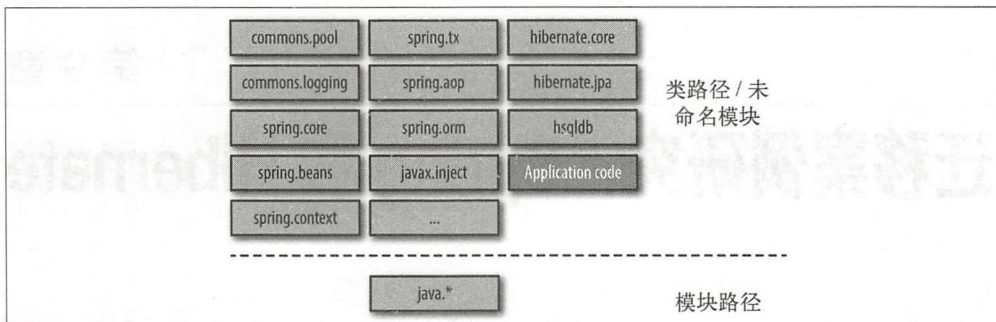 commons.pool spring.tx hibernate.core
commons.logging spring.aop hibernate.jpa
类路径 / 未
命名模块
spring.core spring.orm hsqldb
spring.beans javax.inject Application code
spring.context ...
java.* 模块路径